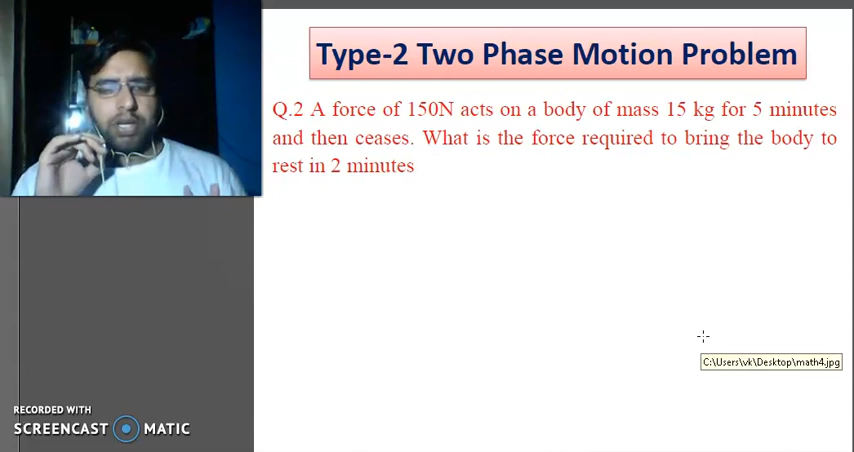 Type-2 Two Phase Motion Problem
Q.2 A force of 150N acts on a body of mass 15 kg for 5 minutes
and then ceases. What is the force required to bring the body to
rest in 2 minutes
C:\Users\vk\Desktop\math4.jpg
RECORDED WITH
SCREENCAST MATIC